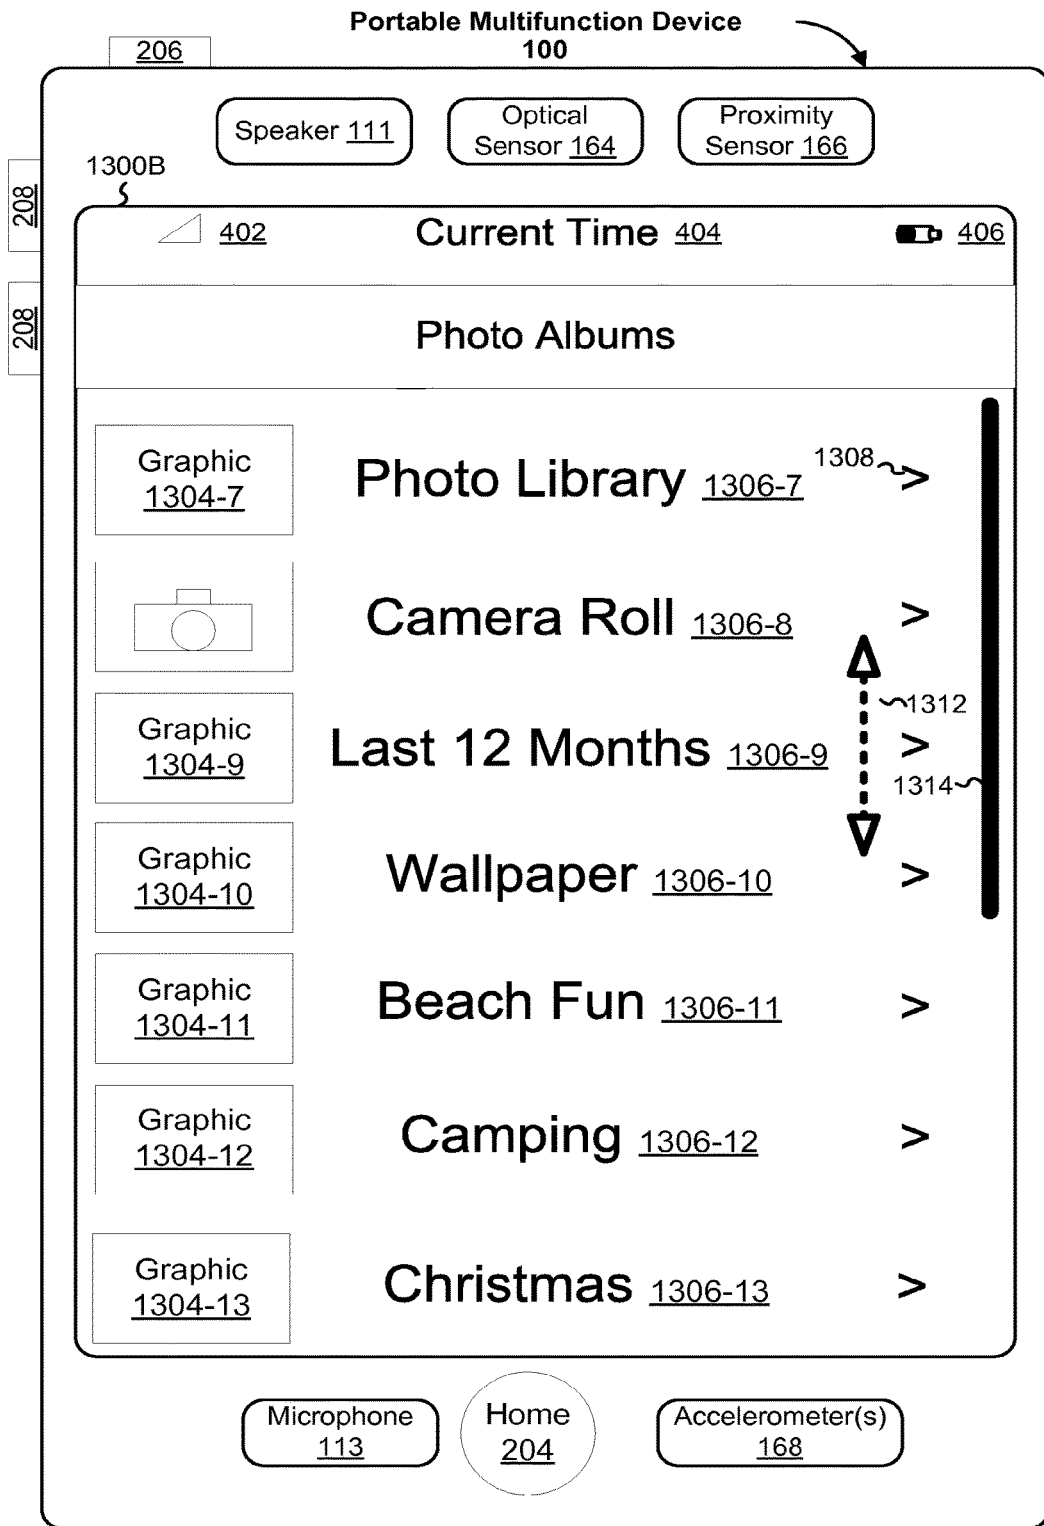 Portable Multifunction Device
100
206
Speaker 111
Optical
Sensor 164
Proximity
Sensor 166
1300B
208
208
402
Current Time 404
406
Photo Albums
Graphic
1304-7
Photo Library 1306-7
1308
>
Camera Roll 1306-8
>
1312
Graphic
1304-9
Last 12 Months 1306-9
>
1314
Graphic
1304-10
Wallpaper 1306-10
>
Graphic
1304-11
Beach Fun 1306-11
>
Graphic
1304-12
Camping 1306-12
>
Graphic
1304-13
Christmas 1306-13
>
Microphone
113
Home
204
Accelerometer(s)
168